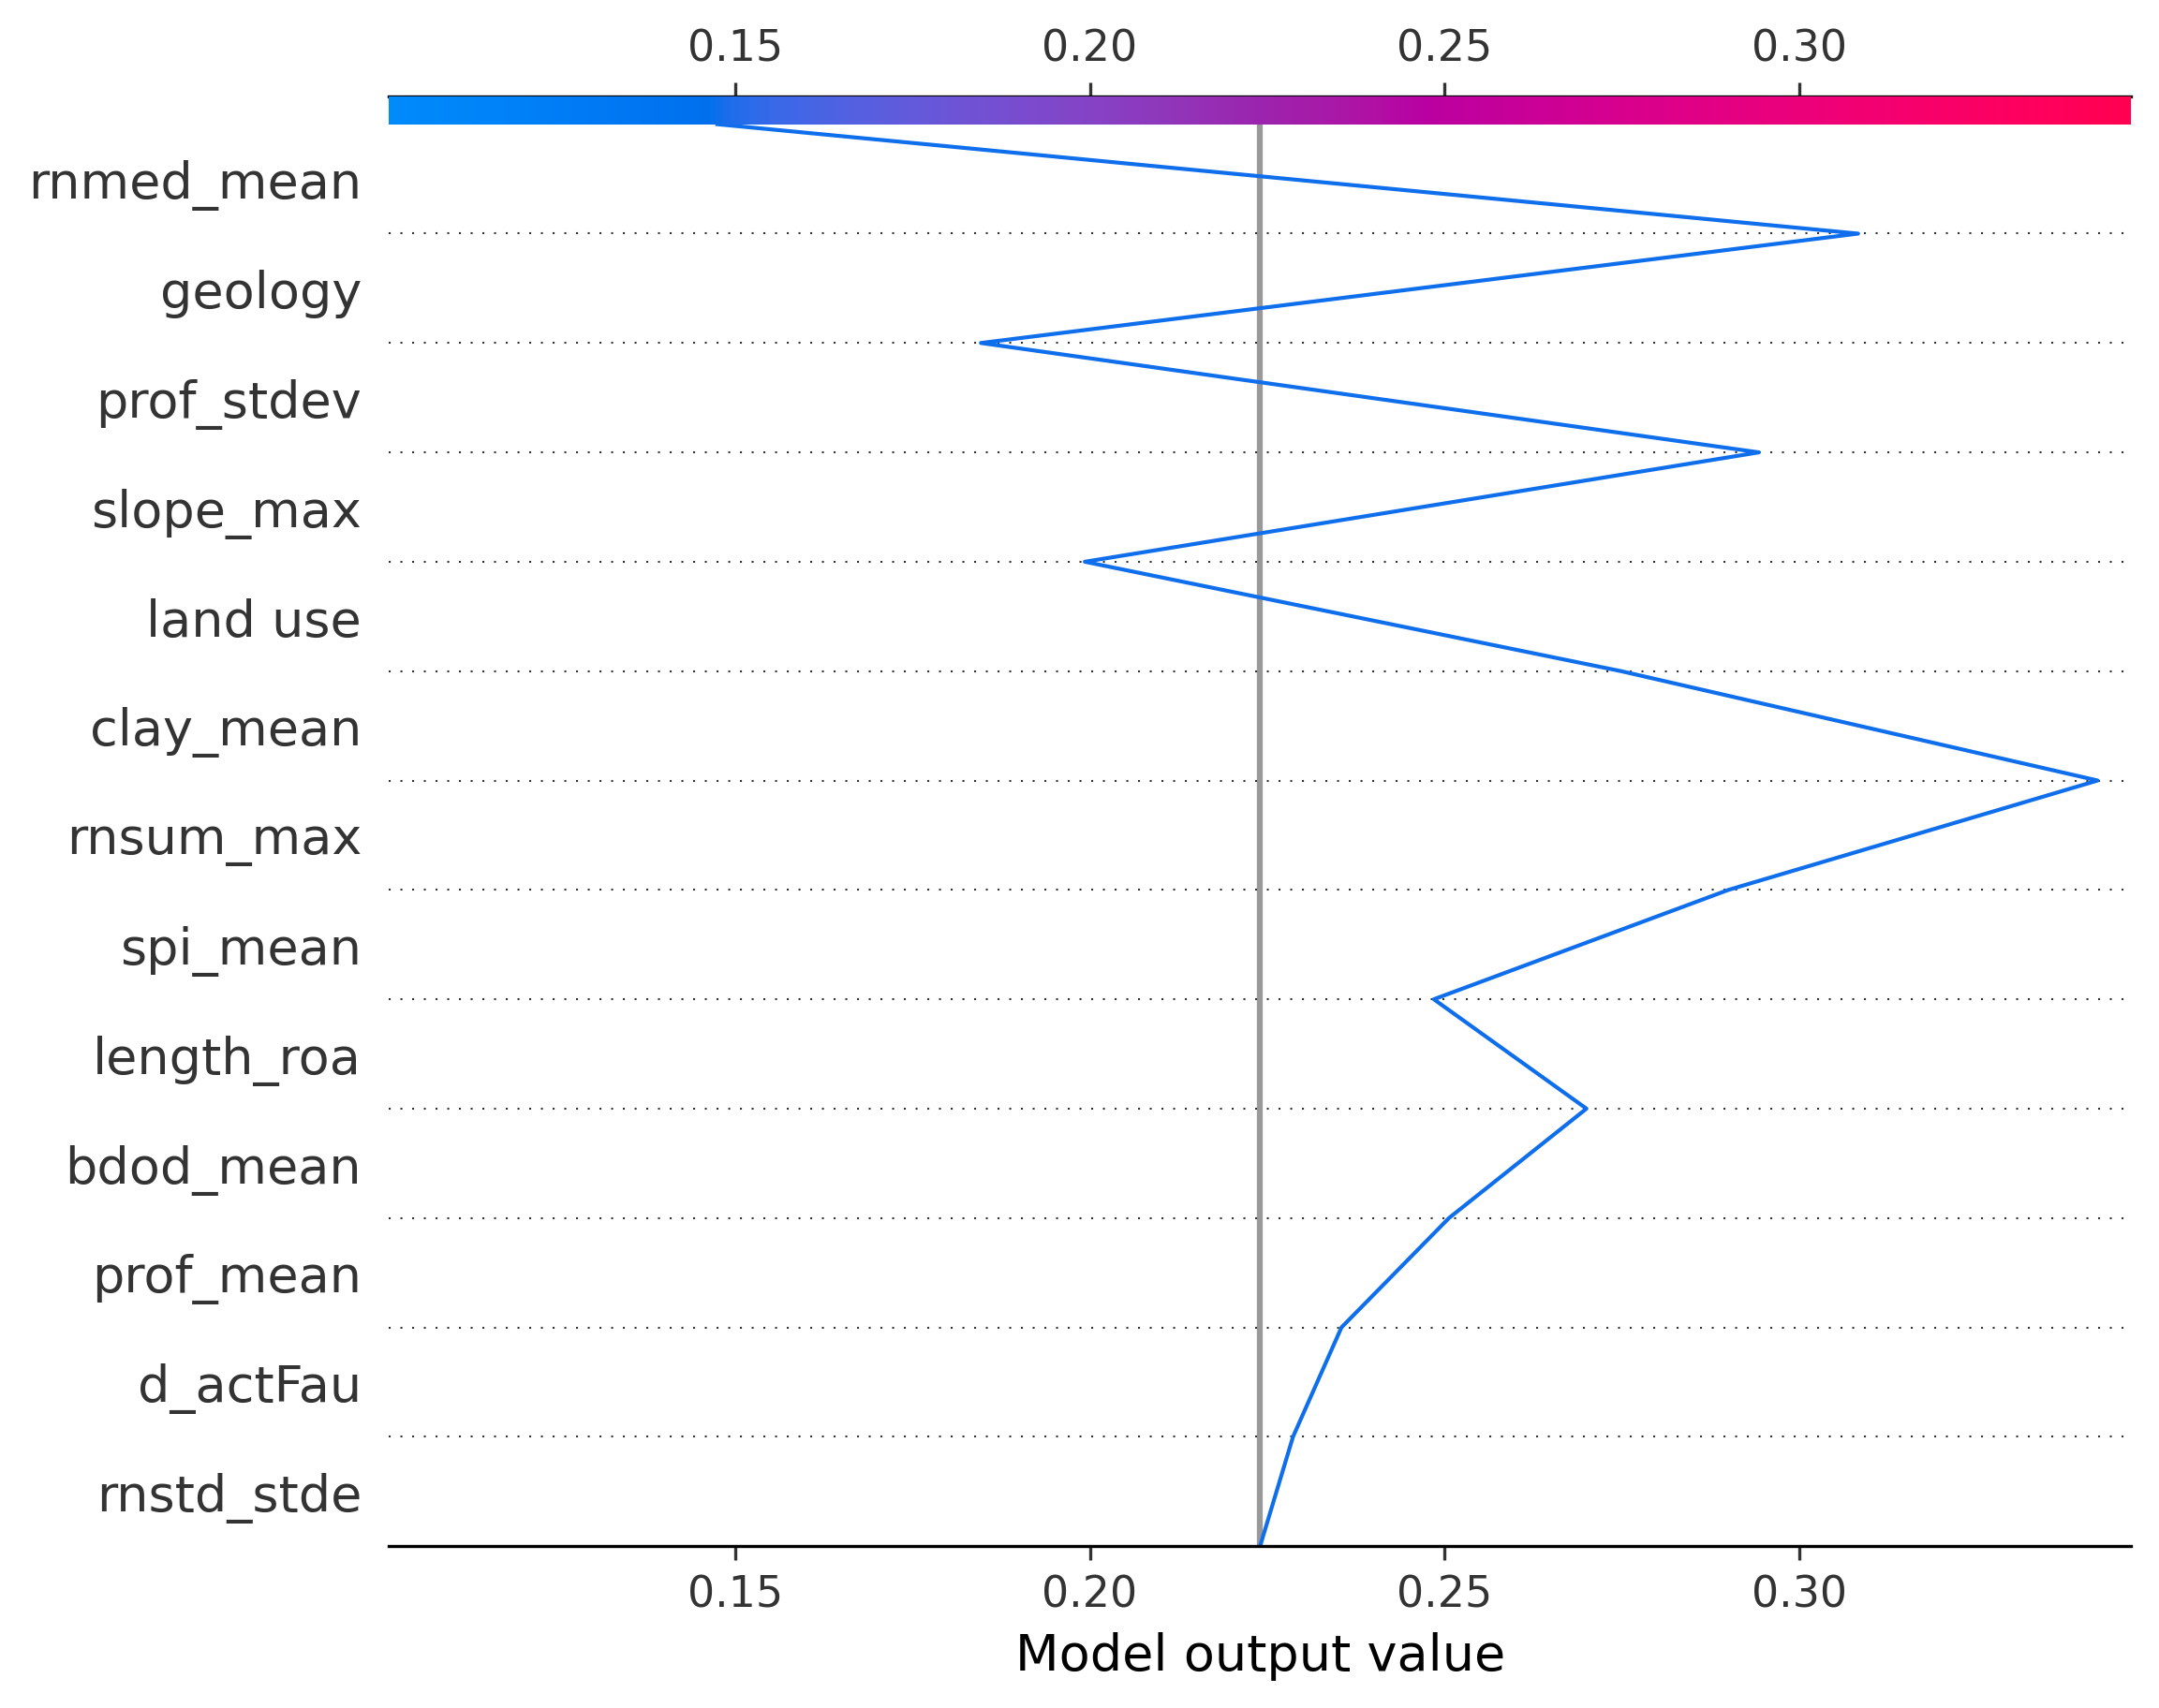 0.15 0.20 0.25 0.30
rnmed_mean
geology
prof_stdev
slope_max
land use
clay_mean
rnsum_max
spi_mean
length_roa
bdod_mean
prof_mean
d_actFau
rnstd_stde
0.15 0.20 0.25 0.30
Model output value